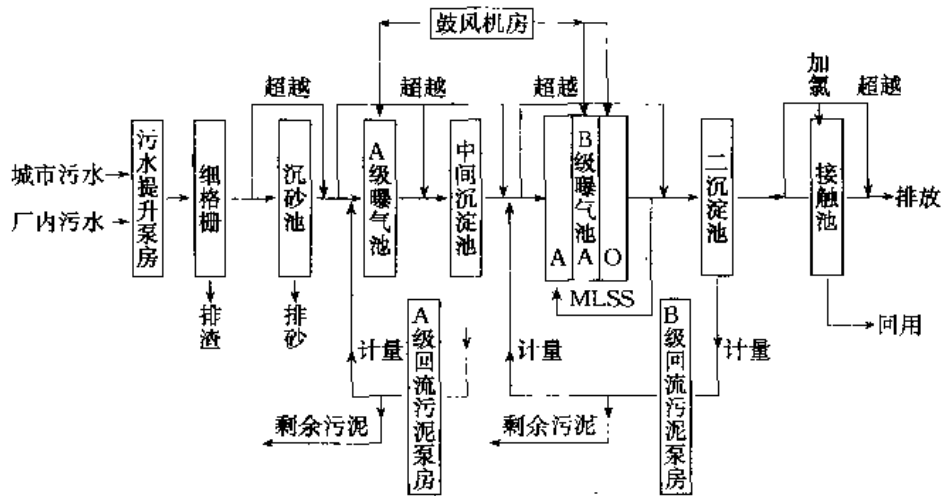 鼓风机房
超越
超越
超越
加氯
超越
城市污水
厂内污水
污水提升泵房
细格栅
沉砂池
A级曝气池
中间沉淀池
B级曝气池
A
A
O
二沉淀池
接触池
排放
MLSS
排渣
排砂
计量
A级回流污泥泵房
计量
B级回流污泥泵房
计量
回用
剩余污泥
剩余污泥